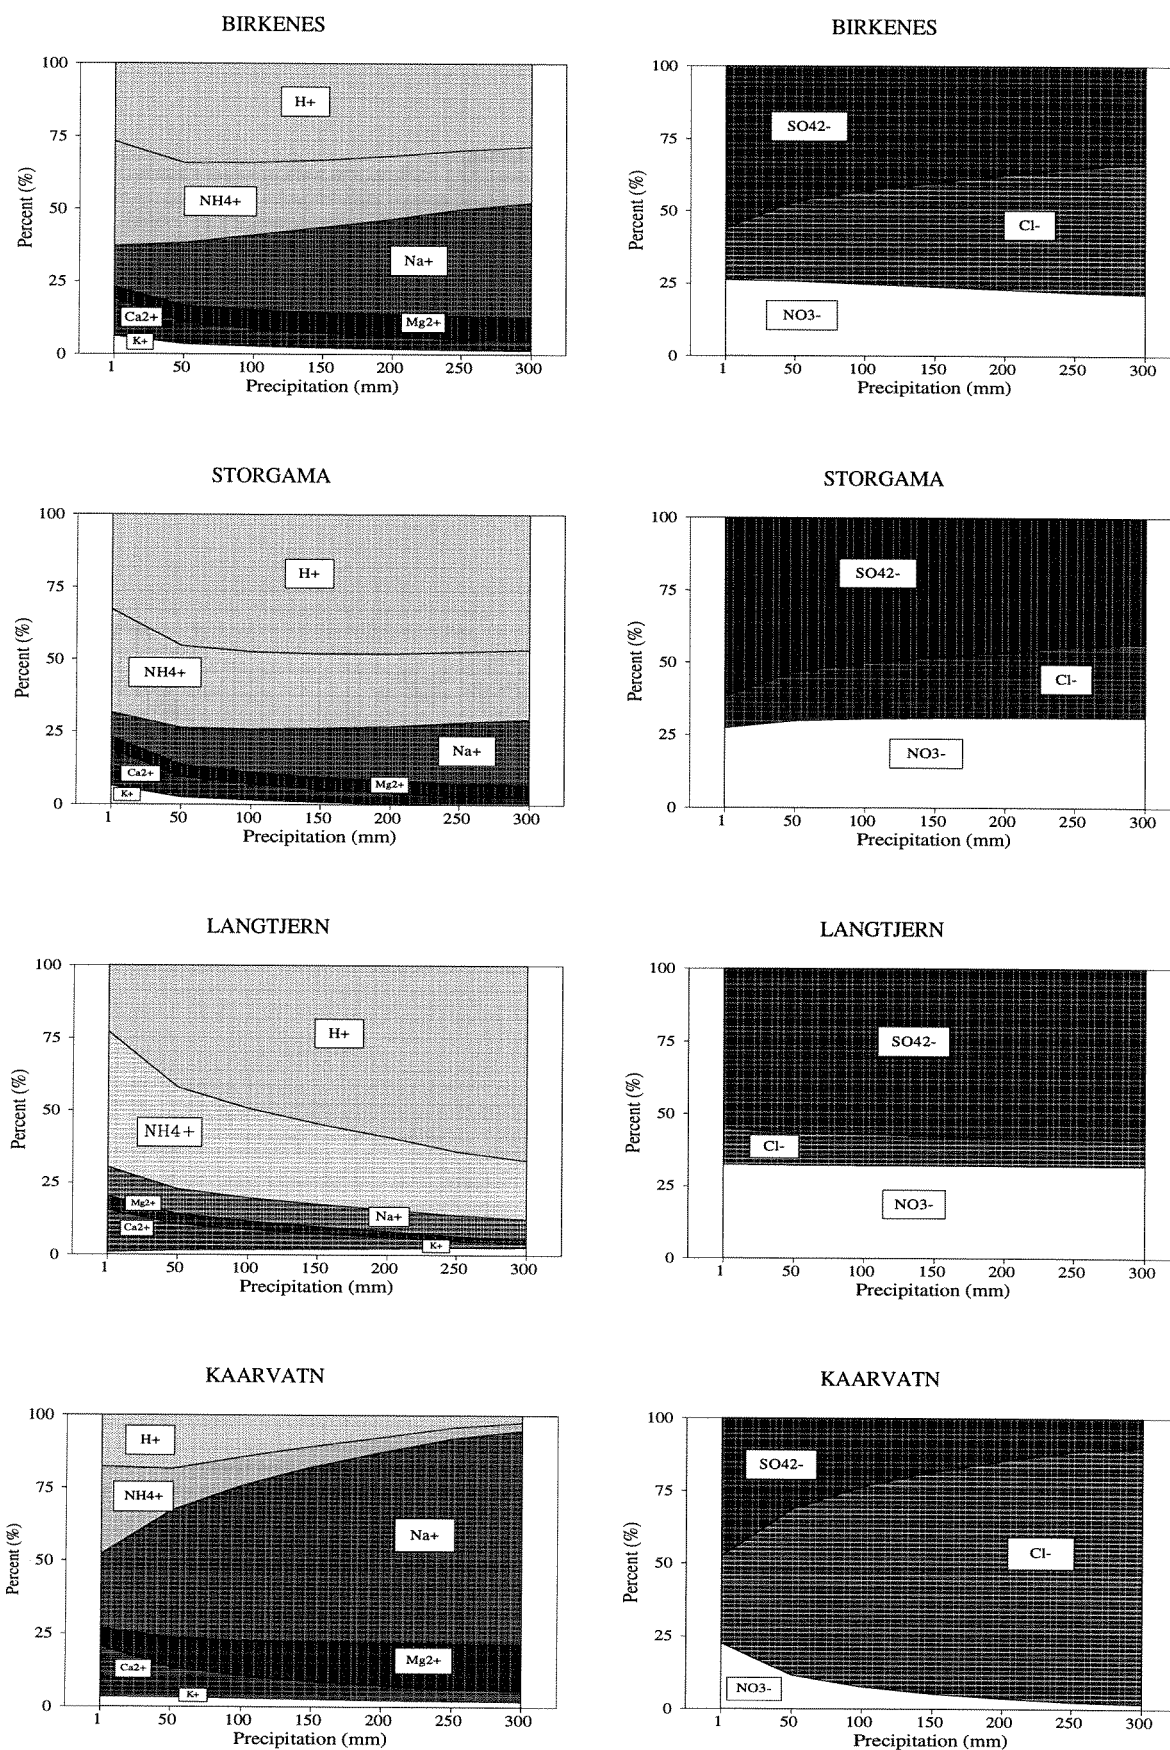 BIRKENES
100
75
50
25
0
Percent (%)
H+
NH4+
Na+
Ca2+
Mg2+
K+
1 50 100 150 200 250 300
Precipitation (mm)
BIRKENES
100
75
50
25
0
Percent (%)
SO42-
Cl-
NO3-
1 50 100 150 200 250 300
Precipitation (mm)
STORGAMA
100
75
50
25
0
Percent (%)
H+
NH4+
Na+
Ca2+
Mg2+
K+
1 50 100 150 200 250 300
Precipitation (mm)
STORGAMA
100
75
50
25
0
Percent (%)
SO42-
Cl-
NO3-
1 50 100 150 200 250 300
Precipitation (mm)
LANGTJERN
100
75
50
25
0
Percent (%)
H+
NH4+
Mg2+
Na+
Ca2+
K+
1 50 100 150 200 250 300
Precipitation (mm)
LANGTJERN
100
75
50
25
0
Percent (%)
SO42-
Cl-
NO3-
1 50 100 150 200 250 300
Precipitation (mm)
KAARVATN
100
75
50
25
0
Percent (%)
H+
NH4+
Na+
Mg2+
Ca2+
K+
1 50 100 150 200 250 300
Precipitation (mm)
KAARVATN
100
75
50
25
0
Percent (%)
SO42-
Cl-
NO3-
1 50 100 150 200 250 300
Precipitation (mm)